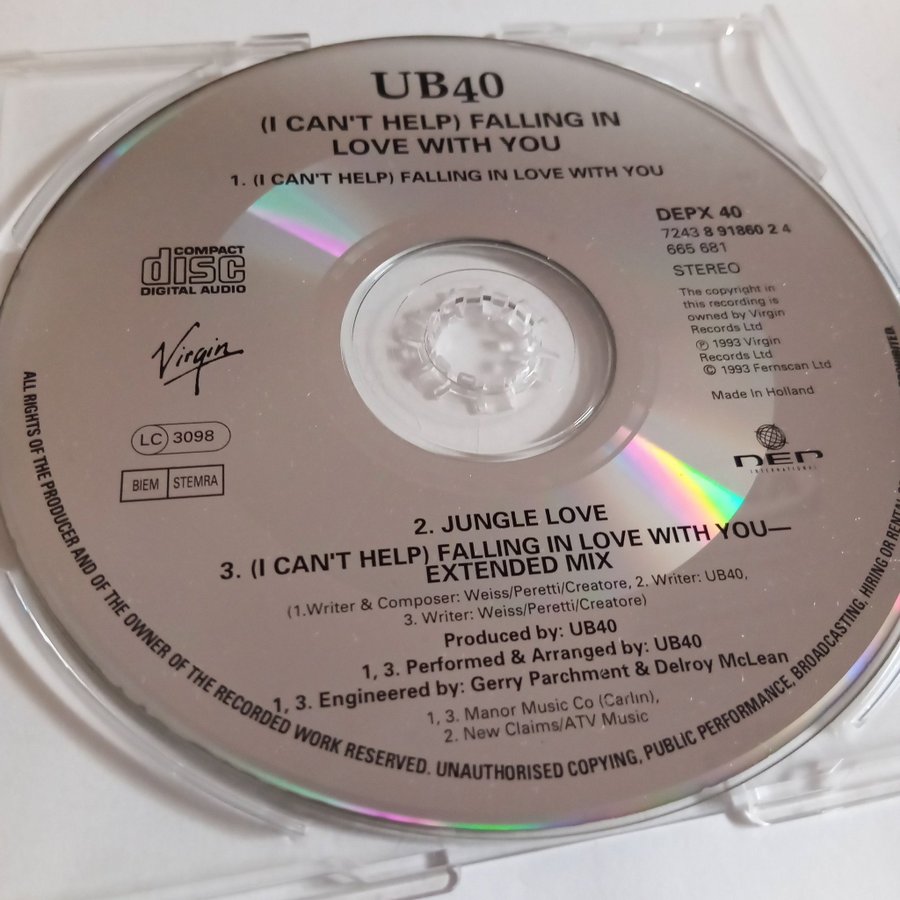 UB40
(I CAN'T HELP) FALLING IN
LOVE WITH YOU
1. (I CAN'T HELP) FALLING IN LOVE WITH YOU
DEPX 40
7243 8 91860 2 4
665 681
STEREO
The copyright in
this recording is
owned by Virgin
Records Ltd
℗ 1993 Virgin
Records Ltd
© 1993 Fernscan Ltd
Made in Holland
COMPACT
disc
DIGITAL AUDIO
Virgin
LC 3098
BIEM STEMRA
DEP
INTERNATIONAL
2. JUNGLE LOVE
3. (I CAN'T HELP) FALLING IN LOVE WITH YOU—
EXTENDED MIX
(1.Writer & Composer: Weiss/Peretti/Creatore, 2. Writer: UB40,
3. Writer: Weiss/Peretti/Creatore)
Produced by: UB40
1, 3. Performed & Arranged by: UB40
1, 3. Engineered by: Gerry Parchment & Delroy McLean
1, 3. Manor Music Co (Carlin),
2. New Claims/ATV Music
ALL RIGHTS OF THE PRODUCER AND OF THE OWNER OF THE RECORDED WORK RESERVED. UNAUTHORISED COPYING, PUBLIC PERFORMANCE, BROADCASTING, HIRING OR RENTAL